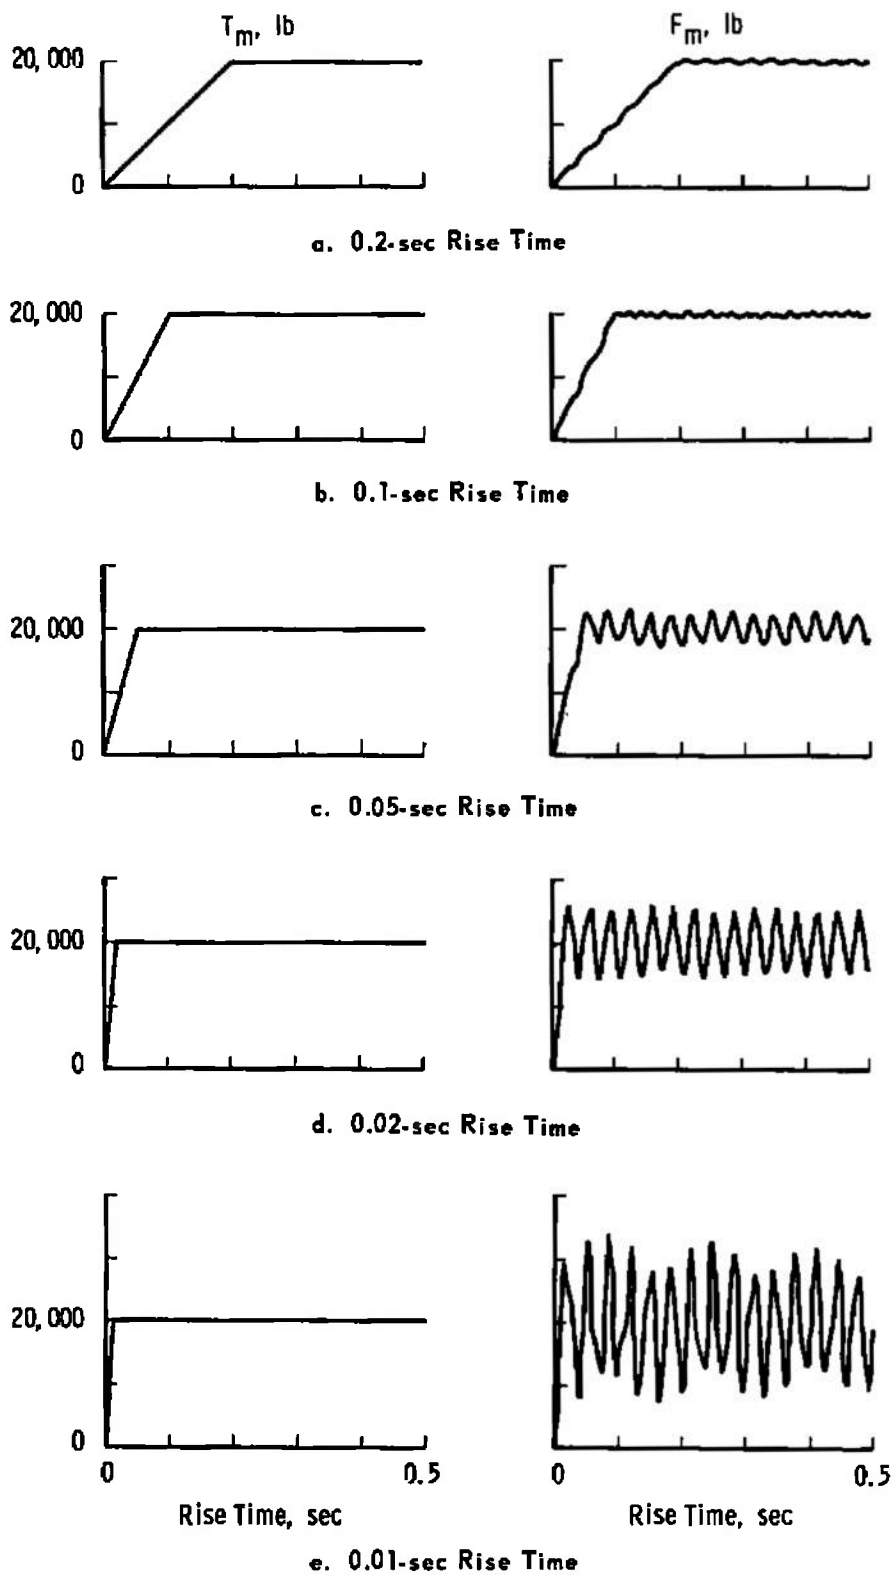 T_m, lb F_m, lb
20,000
0
a. 0.2-sec Rise Time
20,000
0
b. 0.1-sec Rise Time
20,000
0
c. 0.05-sec Rise Time
20,000
0
d. 0.02-sec Rise Time
20,000
0
0 0.5 0 0.5
Rise Time, sec Rise Time, sec
e. 0.01-sec Rise Time